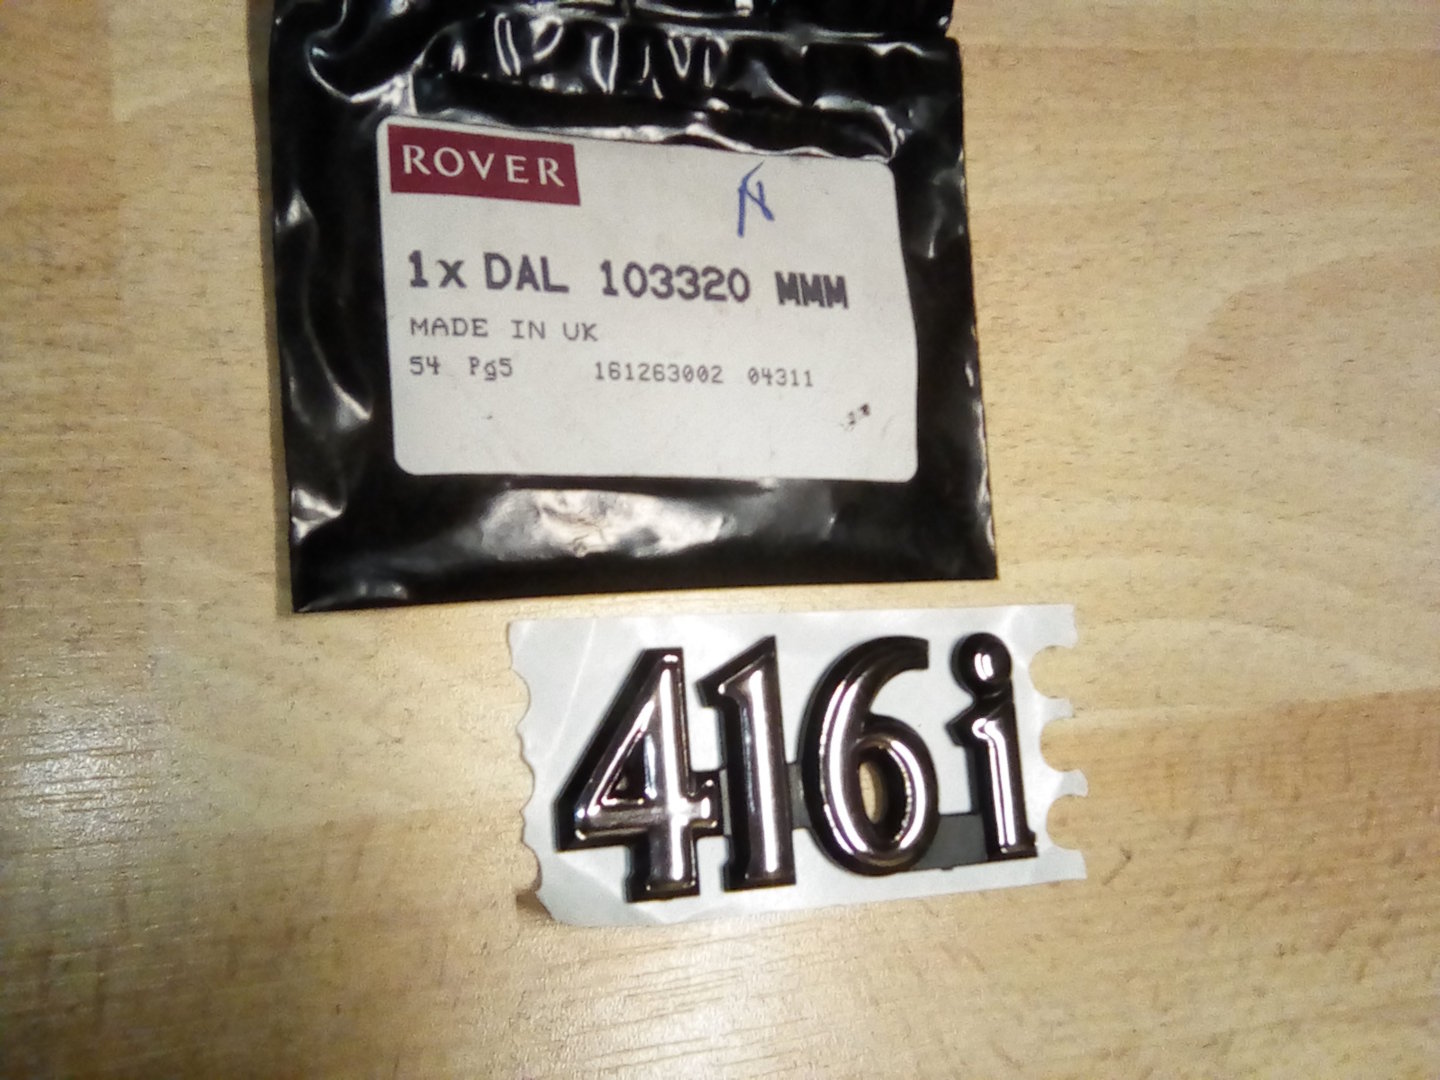 ROVER
1x DAL 103320 MMM
MADE IN UK
54 Pg5 161263002 04311
416i